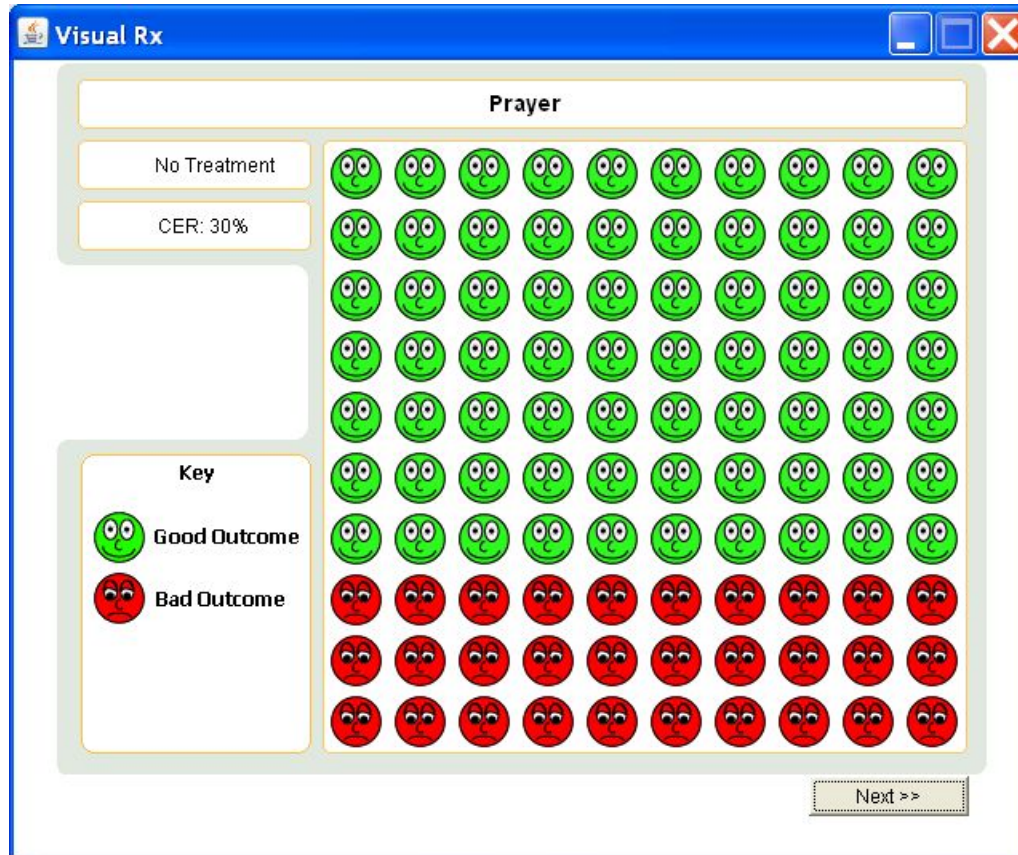 Visual Rx
Prayer
No Treatment
CER: 30%
Key
Good Outcome
Bad Outcome
Next >>